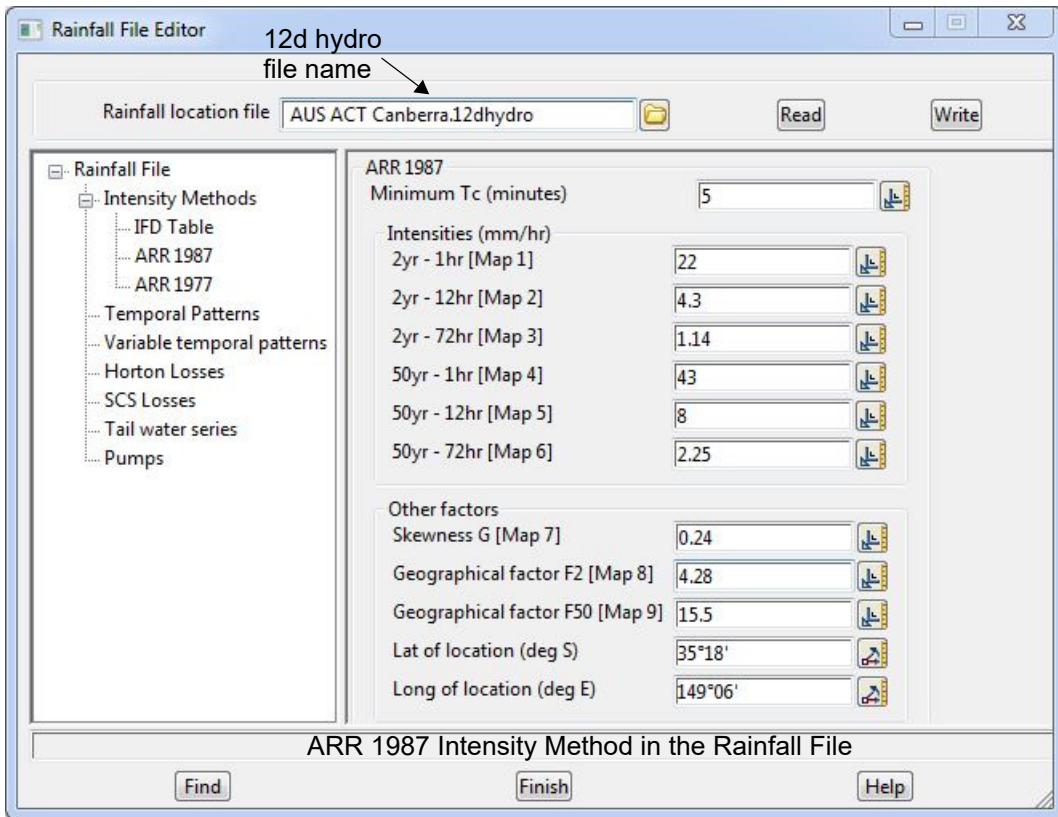 Rainfall File Editor
12d hydro
file name
Rainfall location file AUS ACT Canberra.12dhydro Read Write
Rainfall File
Intensity Methods
IFD Table
ARR 1987
ARR 1977
Temporal Patterns
Variable temporal patterns
Horton Losses
SCS Losses
Tail water series
Pumps
ARR 1987
Minimum Tc (minutes) 5
Intensities (mm/hr)
2yr - 1hr [Map 1] 22
2yr - 12hr [Map 2] 4.3
2yr - 72hr [Map 3] 1.14
50yr - 1hr [Map 4] 43
50yr - 12hr [Map 5] 8
50yr - 72hr [Map 6] 2.25
Other factors
Skewness G [Map 7] 0.24
Geographical factor F2 [Map 8] 4.28
Geographical factor F50 [Map 9] 15.5
Lat of location (deg S) 35°18'
Long of location (deg E) 149°06'
ARR 1987 Intensity Method in the Rainfall File
Find Finish Help